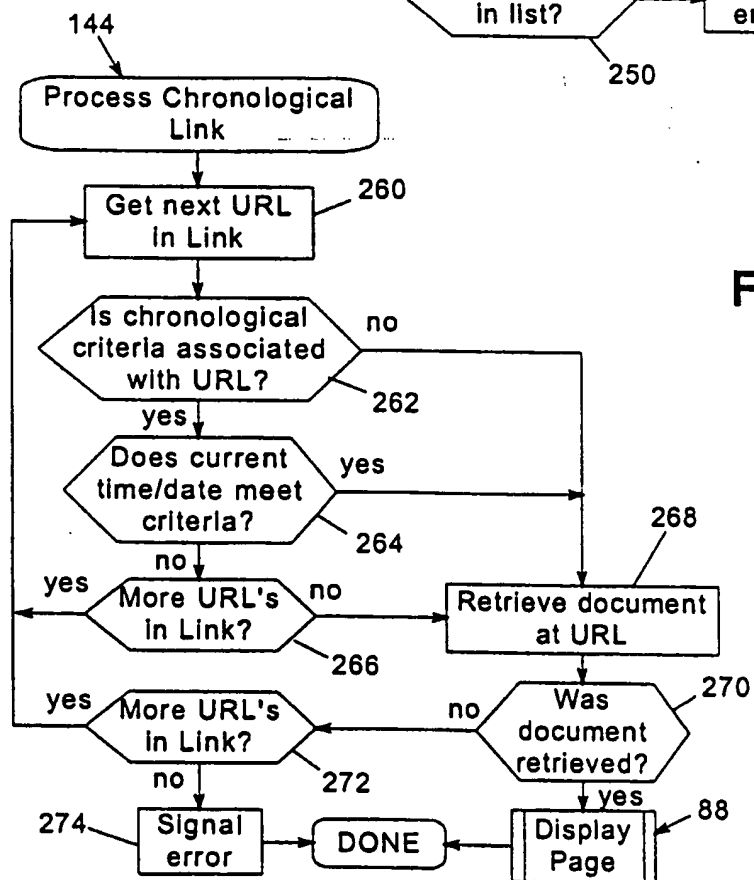 in list?
er
250
144
Process Chronological
Link
Get next URL
in Link
260
F
Is chronological
criteria associated
with URL?
no
262
yes
Does current
time/date meet
criteria?
yes
264
268
no
yes
More URL's
in Link?
no
266
Retrieve document
at URL
yes
More URL's
in Link?
272
no
Was
document
retrieved?
270
no
yes
274
Signal
error
DONE
Display
Page
88